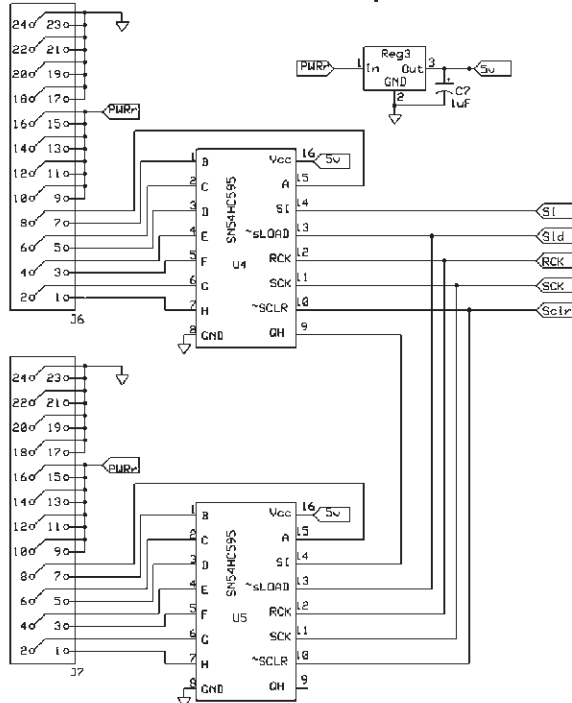 24 23
22 21
20 19
18 17
16 15 PWRn
14 13
12 11
10 9
8 7
6 5
4 3
2 1
J6
PWRn 1 In Reg3 Out 3 5v
GND
2
C7
1uF
1 B Vcc 16 5v
2 C A 15
3 D SI 14 SI
4 E ~sLOAD 13 Sld
5 F RCK 12 RCK
6 G SCK 11 SCK
7 H ~SCLR 10 Sclr
8 GND QH 9
SN54HC595
U4
24 23
22 21
20 19
18 17
16 15 PWRn
14 13
12 11
10 9
8 7
6 5
4 3
2 1
J7
1 B Vcc 16 5v
2 C A 15
3 D SI 14
4 E ~sLOAD 13
5 F RCK 12
6 G SCK 11
7 H ~SCLR 10
8 GND QH 9
SN54HC595
U5